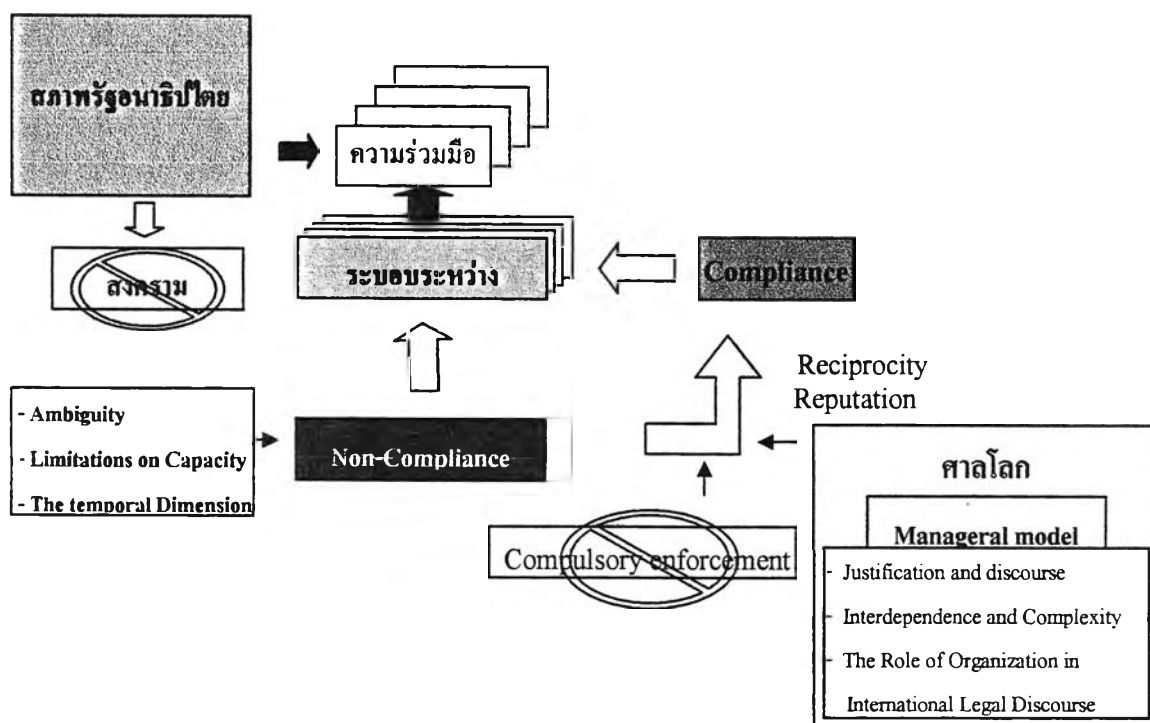 สภาพรัฐอนาธิปไตย
ความร่วมมือ
สงคราม
ระบอบระหว่าง
Compliance
Reciprocity
Reputation
- Ambiguity
- Limitations on Capacity
- The temporal Dimension
Non-Compliance
Compulsory enforcement
ศาลโลก
Manageral model
- Justification and discourse
- Interdependence and Complexity
- The Role of Organization in
International Legal Discourse